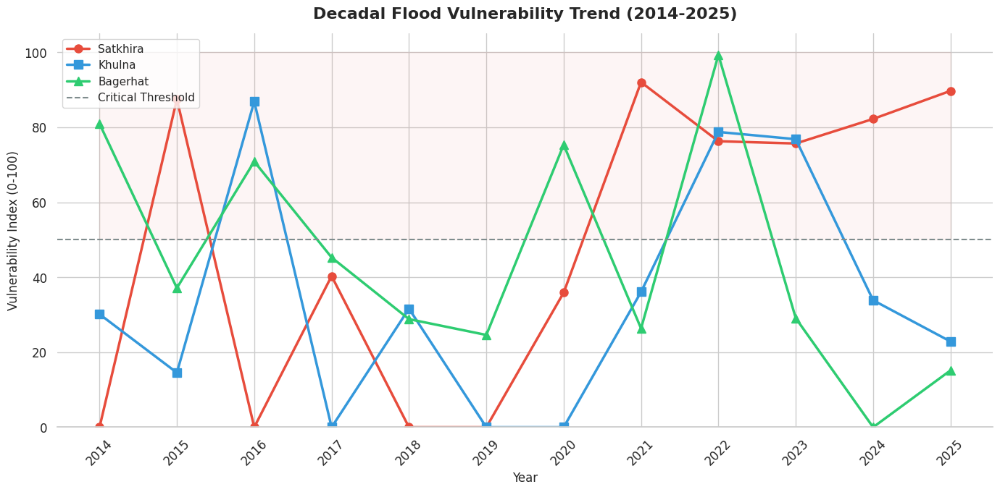 Decadal Flood Vulnerability Trend (2014-2025)
Satkhira
Khulna
Bagerhat
Critical Threshold
Vulnerability Index (0-100)
100
80
60
40
20
0
2014 2015 2016 2017 2018 2019 2020 2021 2022 2023 2024 2025
Year